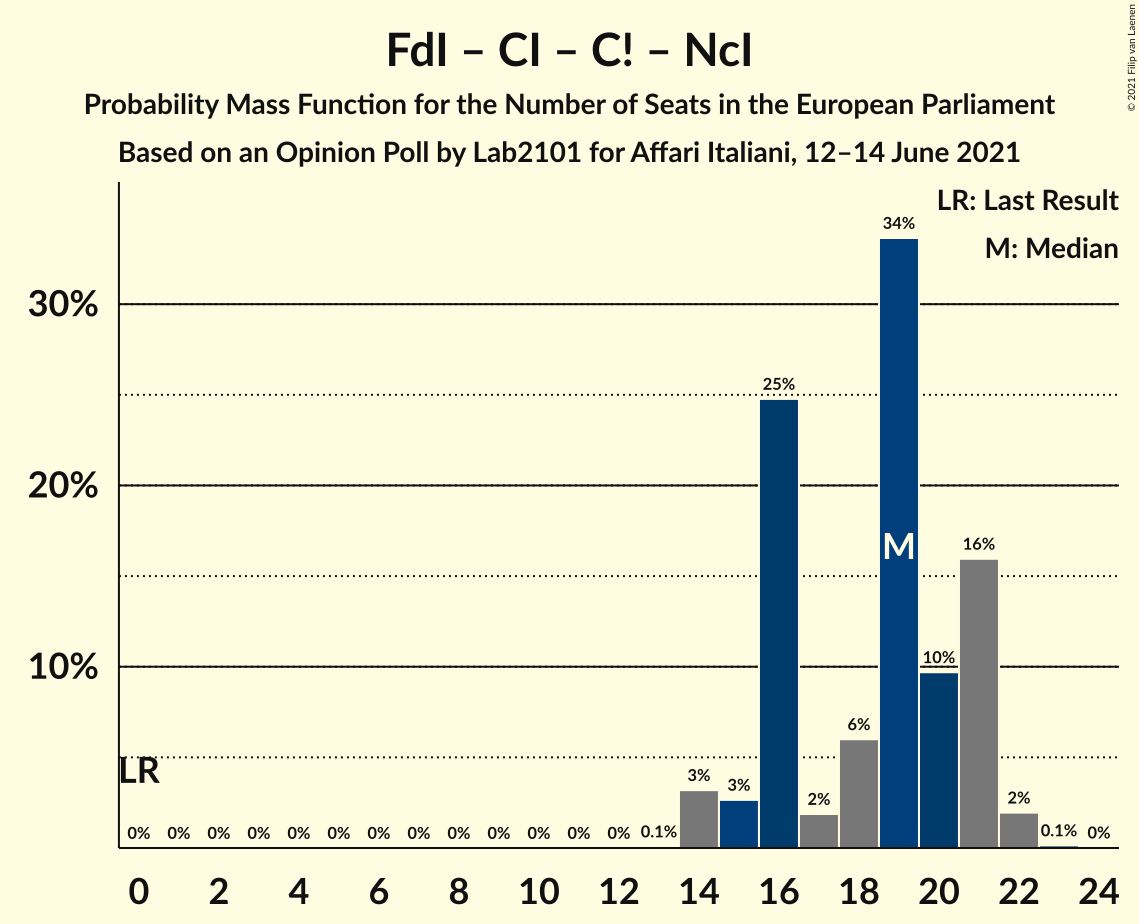 FdI – CI – C! – NcI
Probability Mass Function for the Number of Seats in the European Parliament
Based on an Opinion Poll by Lab2101 for Affari Italiani, 12–14 June 2021
© 2021 Filip van Laenen
LR: Last Result
M: Median
34%
30%
25%
20%
M
16%
10%
10%
6%
LR
3%
3%
2%
2%
0% 0% 0% 0% 0% 0% 0% 0% 0% 0% 0% 0% 0% 0.1% 0.1% 0%
0 2 4 6 8 10 12 14 16 18 20 22 24